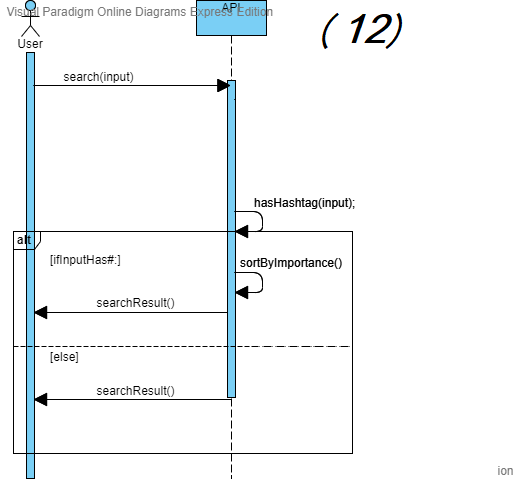 Visual Paradigm Online Diagrams Express Edition
API
( 12)
User
search(input)
hasHashtag(input);
alt
[ifInputHas#:]
sortByImportance()
searchResult()
[else]
searchResult()
ion